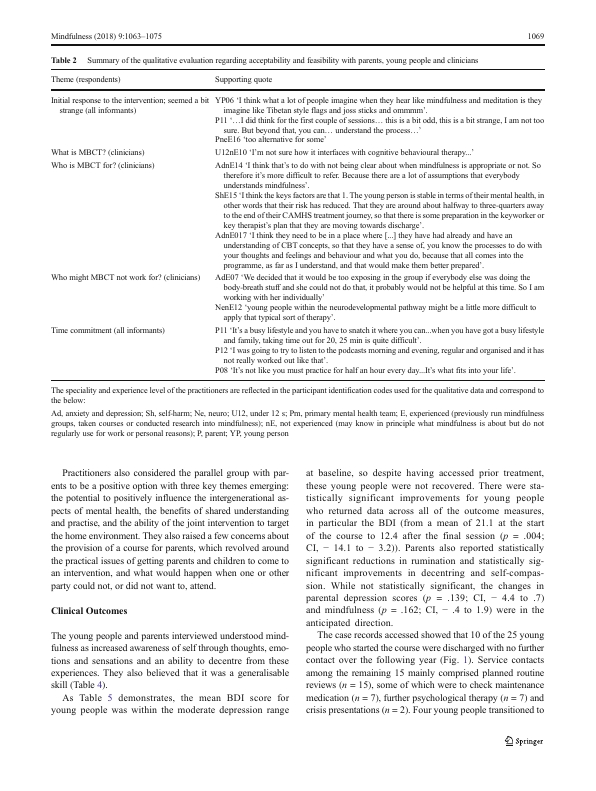 Mindfulness (2018) 9:1063–1075
1069
Table 2 Summary of the qualitative evaluation regarding acceptability and feasibility with parents, young people and clinicians
Theme (respondents)
Supporting quote
Initial response to the intervention; seemed a bit
strange (all informants)
YP06 ‘I think what a lot of people imagine when they hear like mindfulness and meditation is they
imagine like Tibetan style flags and joss sticks and ommmm’.
P11 ‘…I did think for the first couple of sessions… this is a bit odd, this is a bit strange, I am not too
sure. But beyond that, you can… understand the process…’
PneE16 ‘too alternative for some’
What is MBCT? (clinicians)
U12nE10 ‘I’m not sure how it interfaces with cognitive behavioural therapy...’
Who is MBCT for? (clinicians)
AdnE14 ‘I think that’s to do with not being clear about when mindfulness is appropriate or not. So
therefore it’s more difficult to refer. Because there are a lot of assumptions that everybody
understands mindfulness’.
ShE15 ‘I think the keys factors are that 1. The young person is stable in terms of their mental health, in
other words that their risk has reduced. That they are around about halfway to three-quarters away
to the end of their CAMHS treatment journey, so that there is some preparation in the keyworker or
key therapist’s plan that they are moving towards discharge’.
AdnE017 ‘I think they need to be in a place where [...] they have had already and have an
understanding of CBT concepts, so that they have a sense of, you know the processes to do with
your thoughts and feelings and behaviour and what you do, because that all comes into the
programme, as far as I understand, and that would make them better prepared’.
Who might MBCT not work for? (clinicians)
AdE07 ‘We decided that it would be too exposing in the group if everybody else was doing the
body-breath stuff and she could not do that, it probably would not be helpful at this time. So I am
working with her individually’
NenE12 ‘young people within the neurodevelopmental pathway might be a little more difficult to
apply that typical sort of therapy’.
Time commitment (all informants)
P11 ‘It’s a busy lifestyle and you have to snatch it where you can...when you have got a busy lifestyle
and family, taking time out for 20, 25 min is quite difficult’.
P12 ‘I was going to try to listen to the podcasts morning and evening, regular and organised and it has
not really worked out like that’.
P08 ‘It’s not like you must practice for half an hour every day...It’s what fits into your life’.
The speciality and experience level of the practitioners are reflected in the participant identification codes used for the qualitative data and correspond to
the below:
Ad, anxiety and depression; Sh, self-harm; Ne, neuro; U12, under 12 s; Pm, primary mental health team; E, experienced (previously run mindfulness
groups, taken courses or conducted research into mindfulness); nE, not experienced (may know in principle what mindfulness is about but do not
regularly use for work or personal reasons); P, parent; YP, young person
Practitioners also considered the parallel group with par-
ents to be a positive option with three key themes emerging:
the potential to positively influence the intergenerational as-
pects of mental health, the benefits of shared understanding
and practise, and the ability of the joint intervention to target
the home environment. They also raised a few concerns about
the provision of a course for parents, which revolved around
the practical issues of getting parents and children to come to
an intervention, and what would happen when one or other
party could not, or did not want to, attend.
Clinical Outcomes
The young people and parents interviewed understood mind-
fulness as increased awareness of self through thoughts, emo-
tions and sensations and an ability to decentre from these
experiences. They also believed that it was a generalisable
skill (Table 4).
As Table 5 demonstrates, the mean BDI score for
young people was within the moderate depression range
at baseline, so despite having accessed prior treatment,
these young people were not recovered. There were sta-
tistically significant improvements for young people
who returned data across all of the outcome measures,
in particular the BDI (from a mean of 21.1 at the start
of the course to 12.4 after the final session (p = .004;
CI, − 14.1 to − 3.2)). Parents also reported statistically
significant reductions in rumination and statistically sig-
nificant improvements in decentring and self-compas-
sion. While not statistically significant, the changes in
parental depression scores (p = .139; CI, − 4.4 to .7)
and mindfulness (p = .162; CI, − .4 to 1.9) were in the
anticipated direction.
The case records accessed showed that 10 of the 25 young
people who started the course were discharged with no further
contact over the following year (Fig. 1). Service contacts
among the remaining 15 mainly comprised planned routine
reviews (n = 15), some of which were to check maintenance
medication (n = 7), further psychological therapy (n = 7) and
crisis presentations (n = 2). Four young people transitioned to
Springer